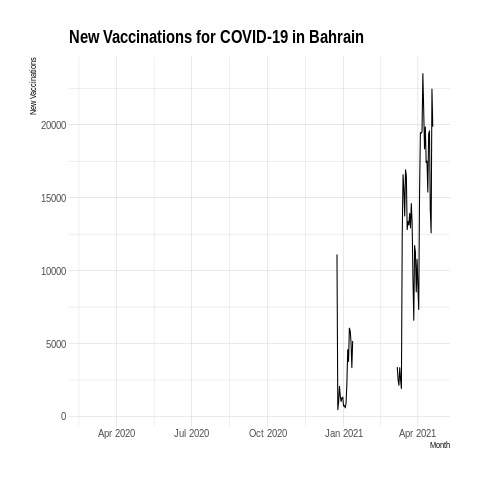 New Vaccinations for COVID-19 in Bahrain
New Vaccinations
20000
15000
10000
5000
0
Apr 2020 Jul 2020 Oct 2020 Jan 2021 Apr 2021
Month